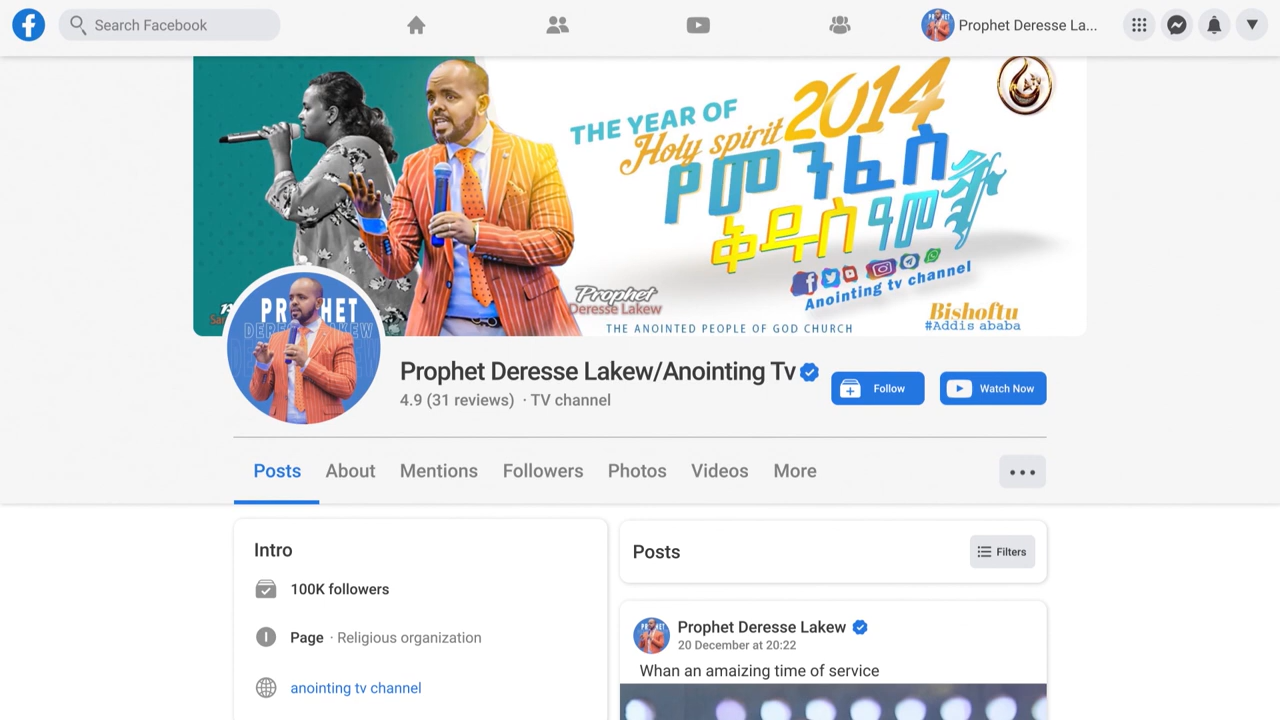 Search Facebook
Prophet Deresse La...
THE YEAR OF
Holy spirit 2014
የመንፈስ
ቅዱስ ዓመት
Anointing tv channel
Prophet
Deresse Lakew
THE ANOINTED PEOPLE OF GOD CHURCH
Bishoftu
#Addis ababa
PROPHET
DERESSE LAKEW
Prophet Deresse Lakew/Anointing Tv
4.9 (31 reviews) · TV channel
Follow
Watch Now
Posts About Mentions Followers Photos Videos More
Intro
100K followers
Page · Religious organization
anointing tv channel
Posts
Filters
Prophet Deresse Lakew
20 December at 20:22
Whan an amaizing time of service